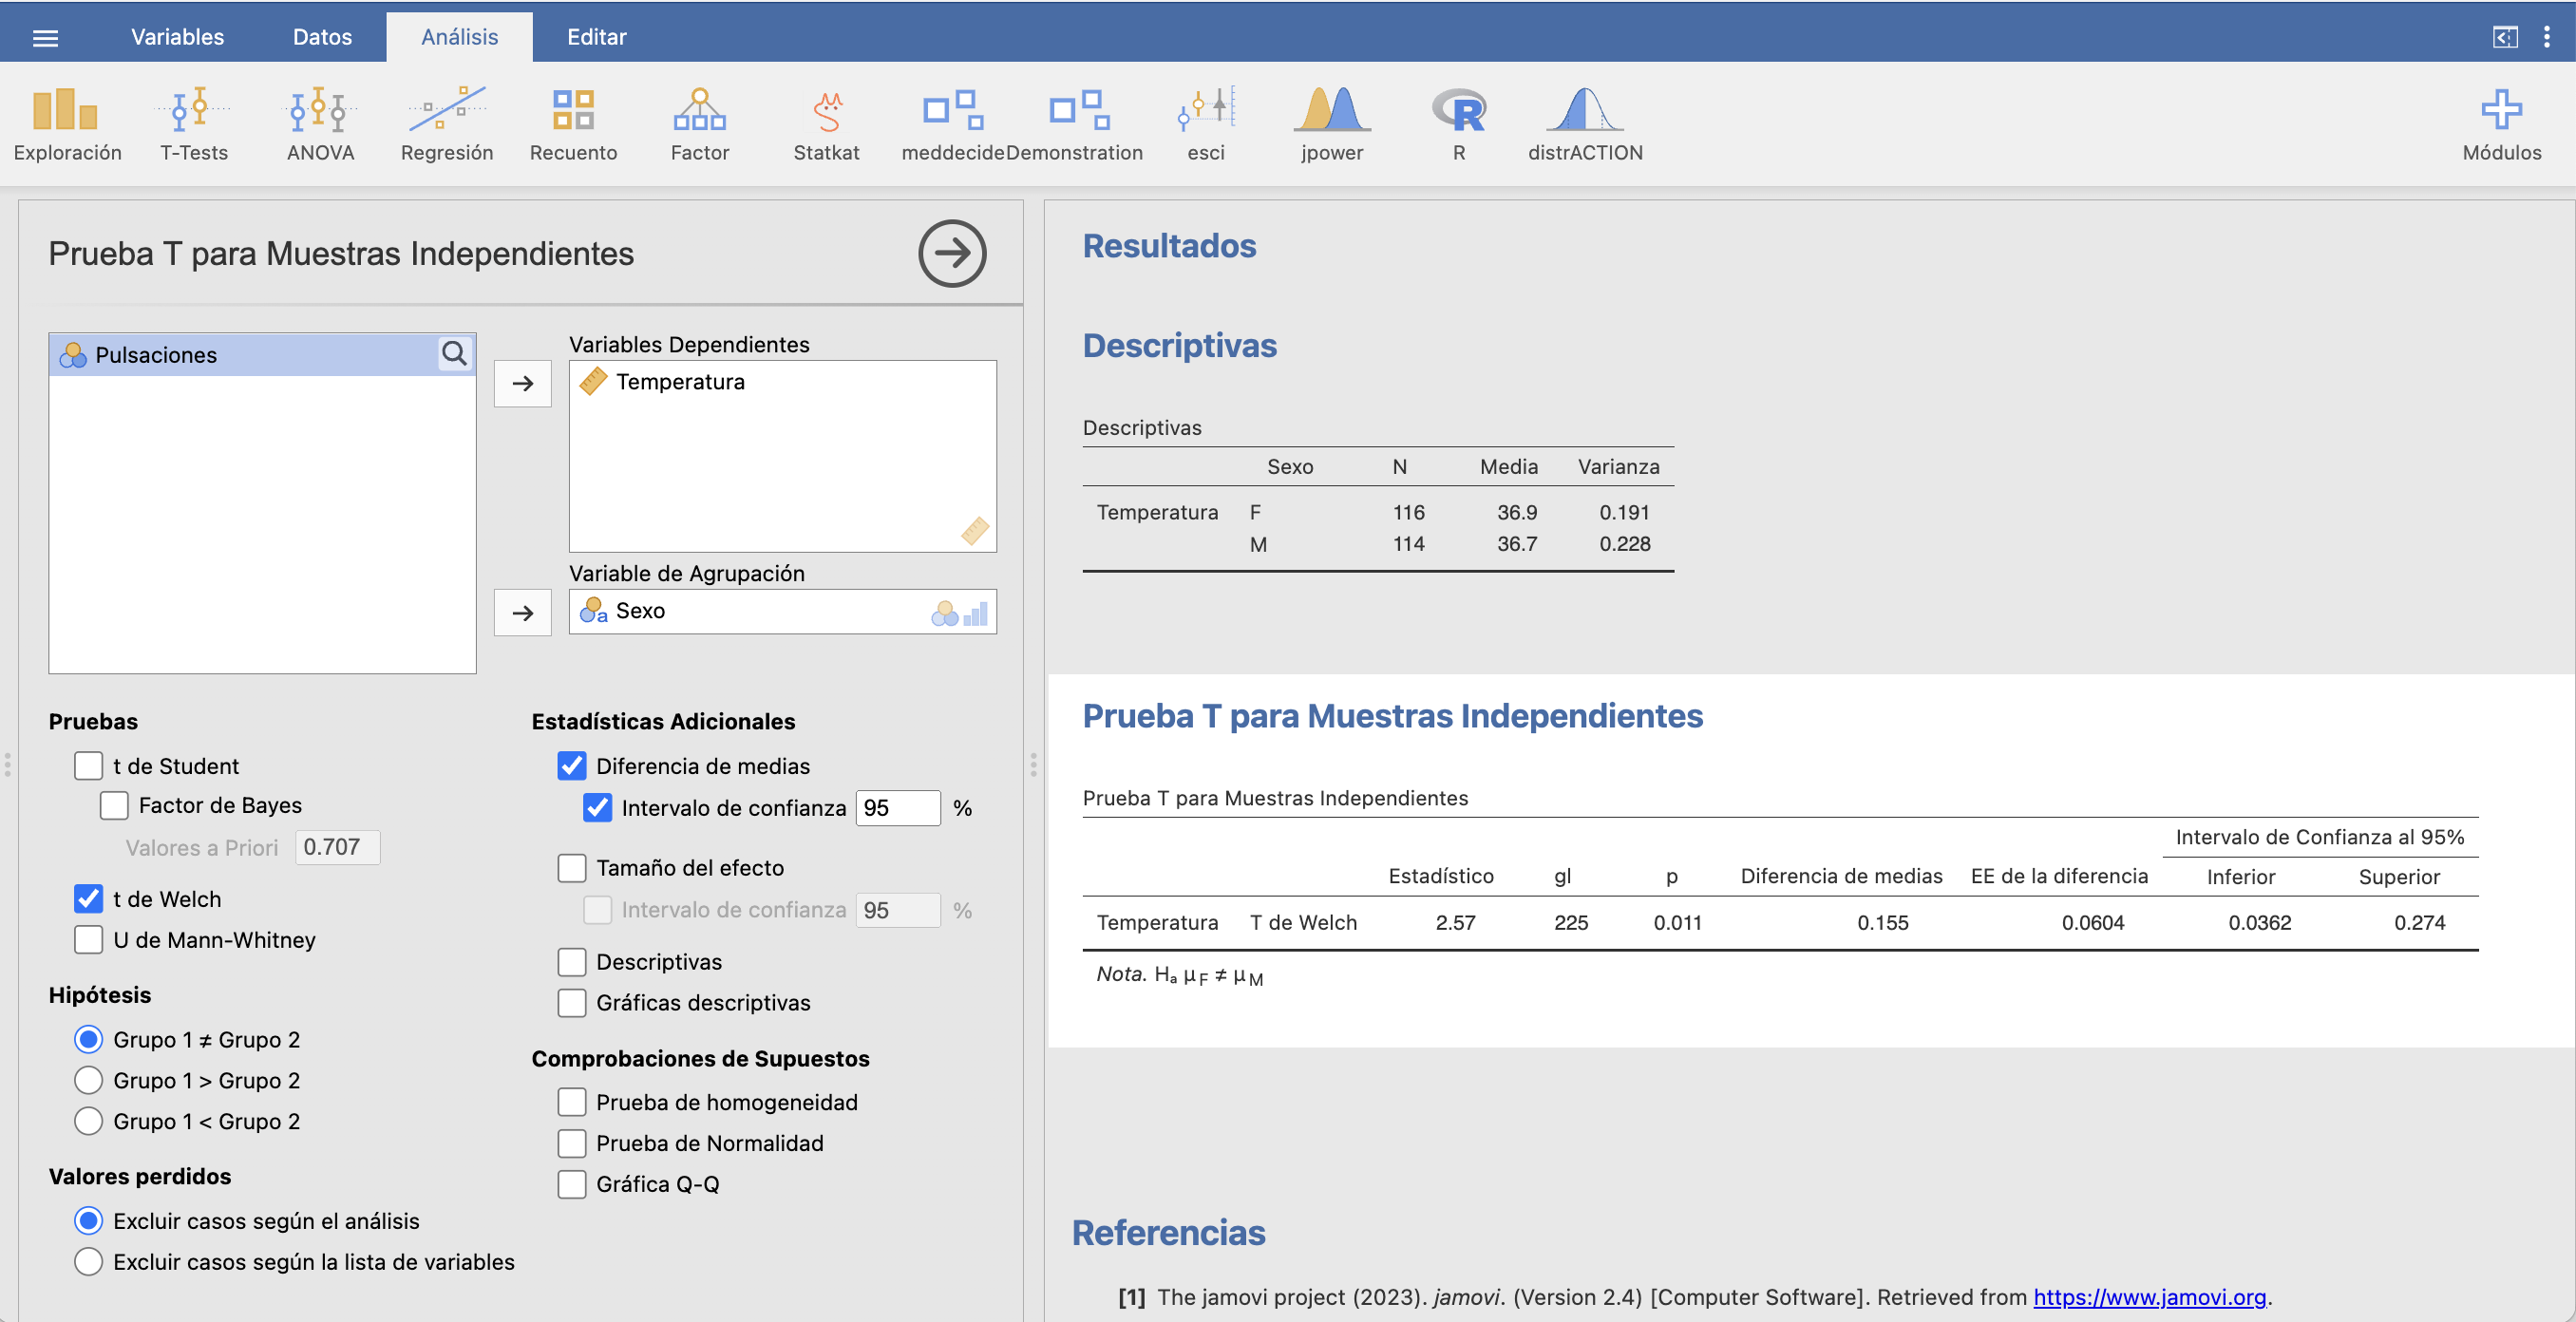 Variables Datos Análisis Editar
Exploración T-Tests ANOVA Regresión Recuento Factor Statkat meddecide Demonstration esci jpower R distrACTION Módulos
Prueba T para Muestras Independientes
Pulsaciones
Variables Dependientes
Temperatura
Variable de Agrupación
Sexo
Pruebas
t de Student
Factor de Bayes
Valores a Priori 0.707
t de Welch
U de Mann-Whitney
Hipótesis
Grupo 1 ≠ Grupo 2
Grupo 1 > Grupo 2
Grupo 1 < Grupo 2
Valores perdidos
Excluir casos según el análisis
Excluir casos según la lista de variables
Estadísticas Adicionales
Diferencia de medias
Intervalo de confianza 95 %
Tamaño del efecto
Intervalo de confianza 95 %
Descriptivas
Gráficas descriptivas
Comprobaciones de Supuestos
Prueba de homogeneidad
Prueba de Normalidad
Gráfica Q-Q
Resultados
Descriptivas
Descriptivas
Sexo N Media Varianza
Temperatura F 116 36.9 0.191
M 114 36.7 0.228
Prueba T para Muestras Independientes
Prueba T para Muestras Independientes
Intervalo de Confianza al 95%
Estadístico gl p Diferencia de medias EE de la diferencia Inferior Superior
Temperatura T de Welch 2.57 225 0.011 0.155 0.0604 0.0362 0.274
Nota. Hₐ μ F ≠ μ M
Referencias
[1] The jamovi project (2023). jamovi. (Version 2.4) [Computer Software]. Retrieved from https://www.jamovi.org.